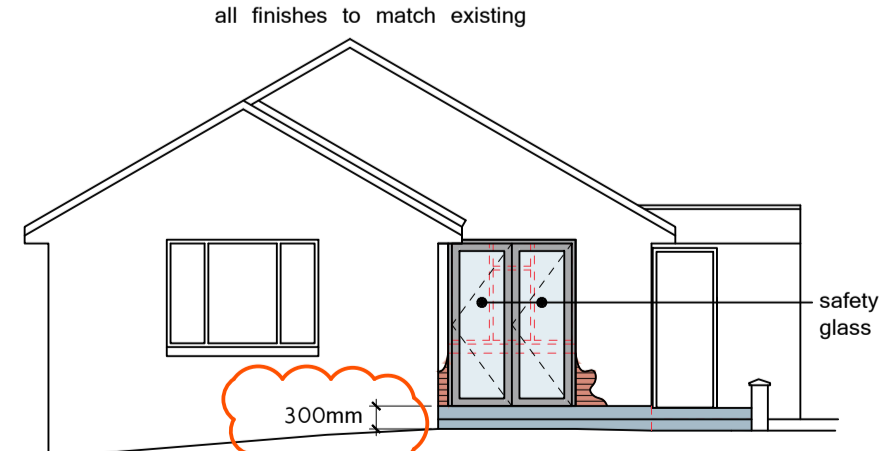 all finishes to match existing
safety
glass
300mm